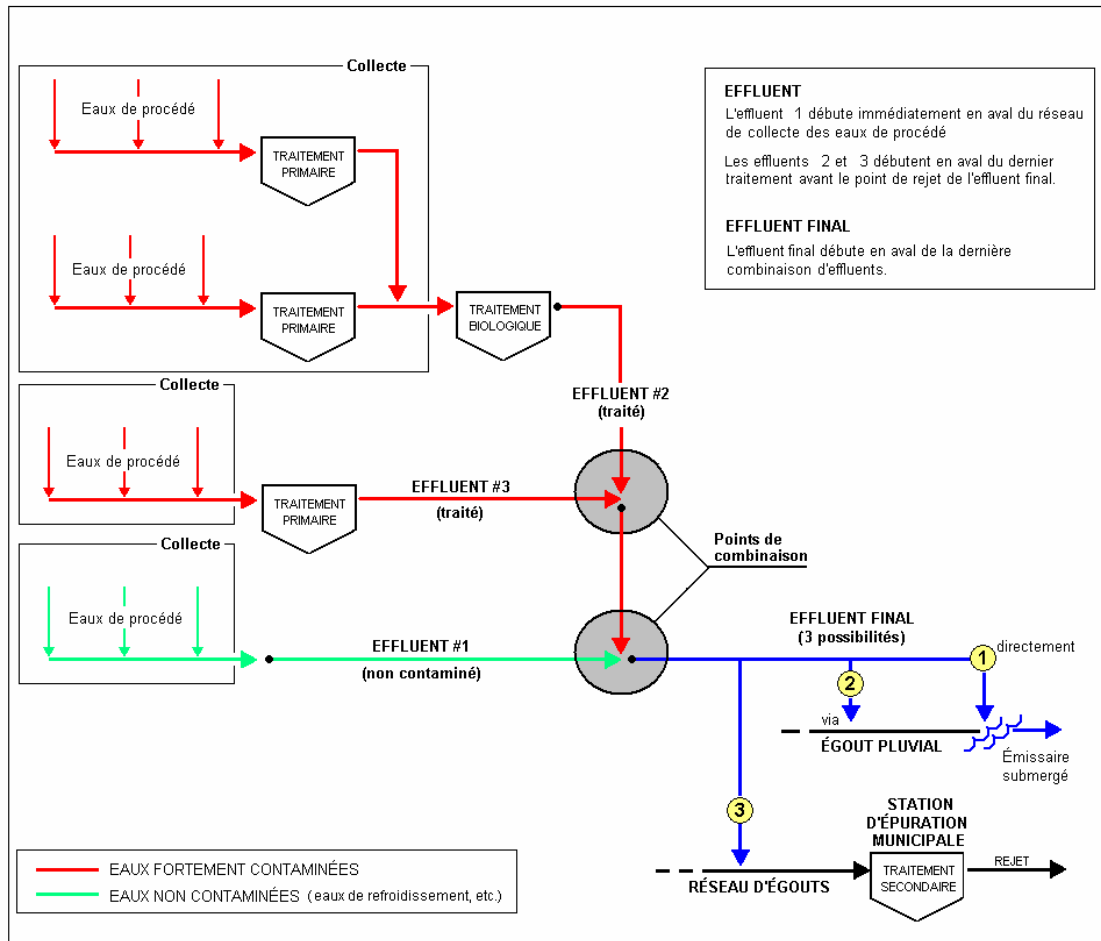 Collecte
Eaux de procédé
TRAITEMENT
PRIMAIRE
Eaux de procédé
TRAITEMENT
PRIMAIRE
TRAITEMENT
BIOLOGIQUE
EFFLUENT
L'effluent 1 débute immédiatement en aval du réseau
de collecte des eaux de procédé
Les effluents 2 et 3 débutent en aval du dernier
traitement avant le point de rejet de l'effluent final.
EFFLUENT FINAL
L'effluent final débute en aval de la dernière
combinaison d'effluents.
EFFLUENT #2
(traité)
Collecte
Eaux de procédé
TRAITEMENT
PRIMAIRE
EFFLUENT #3
(traité)
Points de
combinaison
Collecte
Eaux de procédé
EFFLUENT #1
(non contaminé)
EFFLUENT FINAL
(3 possibilités)
1
directement
2
via
ÉGOUT PLUVIAL
Émissaire
submergé
3
STATION
D'ÉPURATION
MUNICIPALE
RÉSEAU D'ÉGOUTS
TRAITEMENT
SECONDAIRE
REJET
EAUX FORTEMENT CONTAMINÉES
EAUX NON CONTAMINÉES (eaux de refroidissement, etc.)